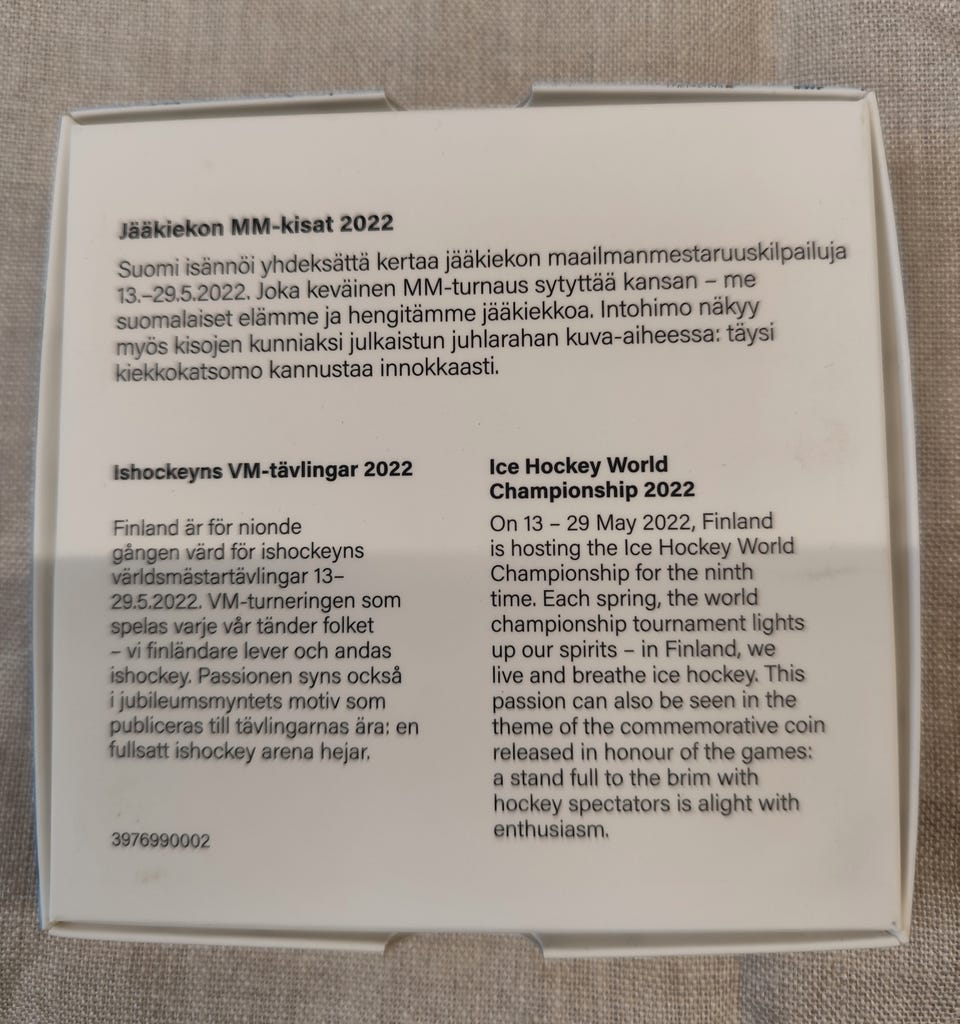 Jääkiekon MM-kisat 2022
Suomi isännöi yhdeksättä kertaa jääkiekon maailmanmestaruuskilpailuja
13.–29.5.2022. Joka keväinen MM-turnaus sytyttää kansan – me
suomalaiset elämme ja hengitämme jääkiekkoa. Intohimo näkyy
myös kisojen kunniaksi julkaistun juhlarahan kuva-aiheessa: täysi
kiekkokatsomo kannustaa innokkaasti.
Ishockeyns VM-tävlingar 2022
Finland är för nionde
gången värd för ishockeyns
världsmästartävlingar 13–
29.5.2022. VM-turneringen som
spelas varje vår tänder folket
– vi finländare lever och andas
ishockey. Passionen syns också
i jubileumsmyntets motiv som
publiceras till tävlingarnas ära: en
fullsatt ishockey arena hejar.
3976990002
Ice Hockey World
Championship 2022
On 13 – 29 May 2022, Finland
is hosting the Ice Hockey World
Championship for the ninth
time. Each spring, the world
championship tournament lights
up our spirits – in Finland, we
live and breathe ice hockey. This
passion can also be seen in the
theme of the commemorative coin
released in honour of the games:
a stand full to the brim with
hockey spectators is alight with
enthusiasm.